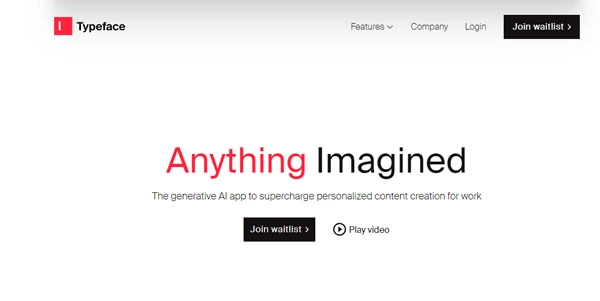 Typeface Features Company Login Join waitlist
Anything Imagined
The generative AI app to supercharge personalized content creation for work
Join waitlist Play video